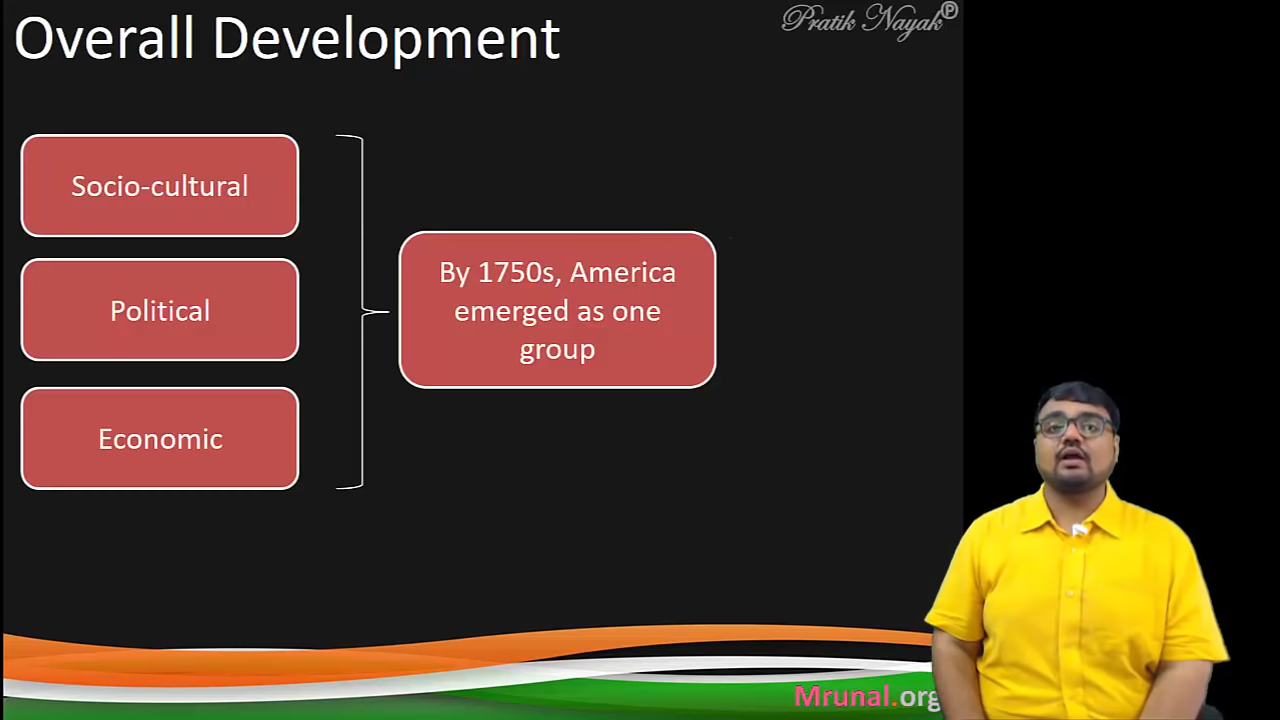 Overall Development
Pratik Nayak℗
Socio-cultural
Political
Economic
By 1750s, America
emerged as one
group
Mrunal.org